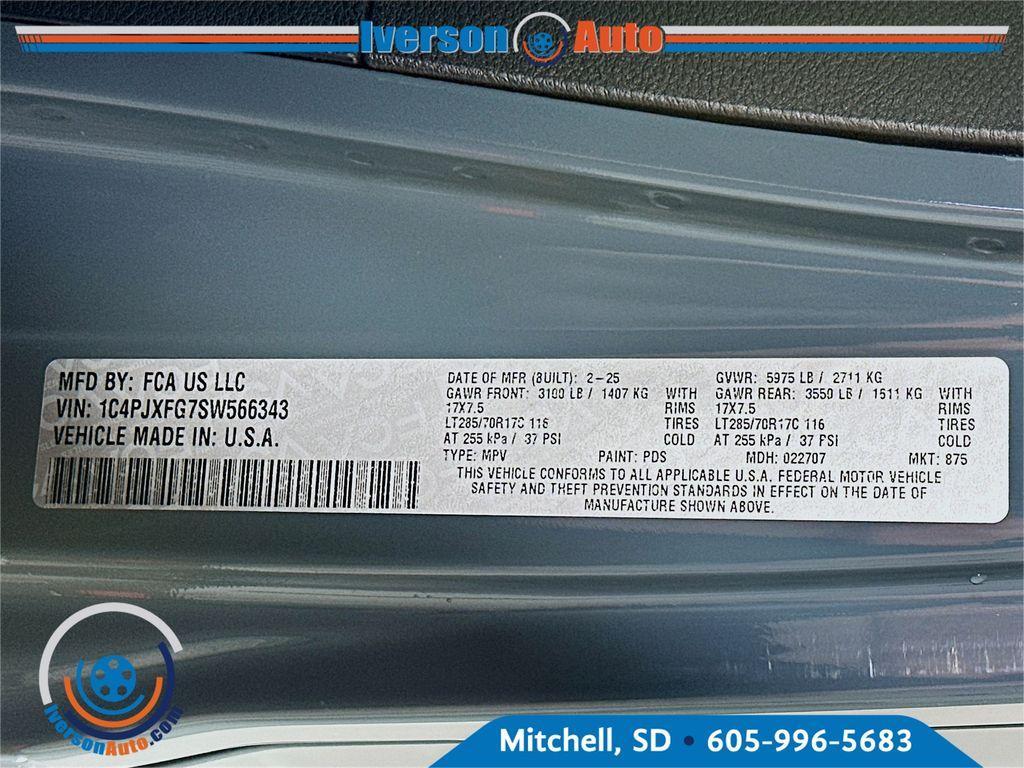 Iverson Auto
MFD BY: FCA US LLC
VIN: 1C4PJXFG7SW566343
VEHICLE MADE IN: U.S.A.
DATE OF MFR (BUILT): 2-25
GVWR: 5975 LB / 2711 KG
GAWR FRONT: 3100 LB / 1407 KG WITH
17X7.5 RIMS
LT285/70R17C 116 TIRES
AT 255 kPa / 37 PSI COLD
GAWR REAR: 3550 LB / 1611 KG WITH
17X7.5 RIMS
LT285/70R17C 116 TIRES
AT 255 kPa / 37 PSI COLD
TYPE: MPV PAINT: PDS MDH: 022707 MKT: 875
THIS VEHICLE CONFORMS TO ALL APPLICABLE U.S.A. FEDERAL MOTOR VEHICLE
SAFETY AND THEFT PREVENTION STANDARDS IN EFFECT ON THE DATE OF
MANUFACTURE SHOWN ABOVE.
IversonAuto.com
Mitchell, SD • 605-996-5683